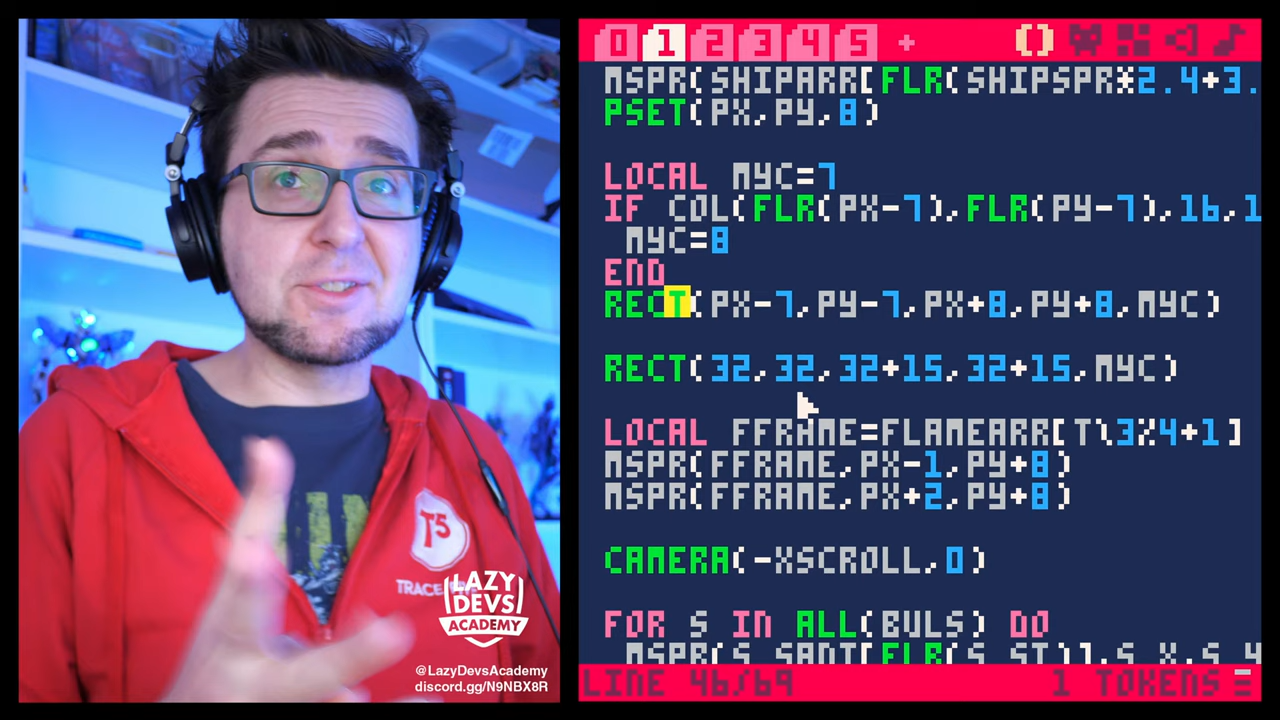 0 1 2 3 4 5 + ()
MSPR(SHIPARR[FLR(SHIPSPR*2.4+3.
PSET(PX,PY,8)
LOCAL MYC=7
IF COL(FLR(PX-7),FLR(PY-7),16,1
MYC=8
END
RECT(PX-7,PY-7,PX+8,PY+8,MYC)
RECT(32,32,32+15,32+15,MYC)
LOCAL FFRAME=FLAMEARR[T\3%4+1]
MSPR(FFRAME,PX-1,PY+8)
MSPR(FFRAME,PX+2,PY+8)
CAMERA(-XSCROLL,0)
FOR S IN ALL(BULS) DO
MSPR(S.SANI[FLR(S.SI)],S.X,S.Y
LINE 46/69 1 TOKENS
T5
LAZY
DEVS
ACADEMY
@LazyDevsAcademy
discord.gg/N9NBX8R